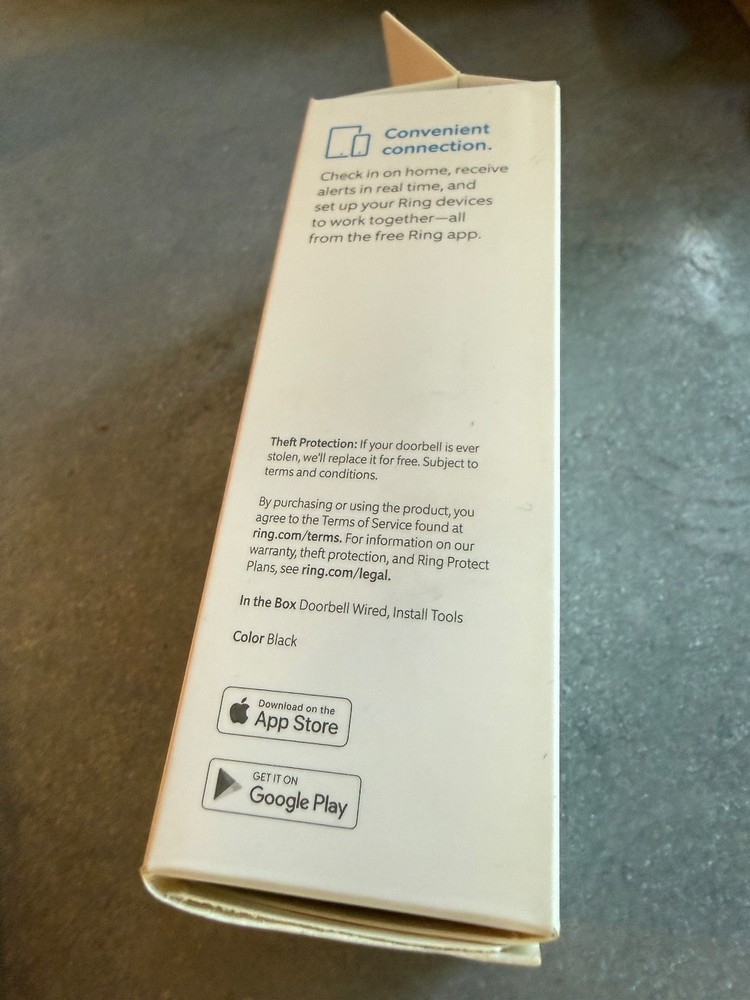 Convenient
connection.
Check in on home, receive
alerts in real time, and
set up your Ring devices
to work together—all
from the free Ring app.
Theft Protection: If your doorbell is ever
stolen, we'll replace it for free. Subject to
terms and conditions.
By purchasing or using the product, you
agree to the Terms of Service found at
ring.com/terms. For information on our
warranty, theft protection, and Ring Protect
Plans, see ring.com/legal.
In the Box Doorbell Wired, Install Tools
Color Black
Download on the
App Store
GET IT ON
Google Play